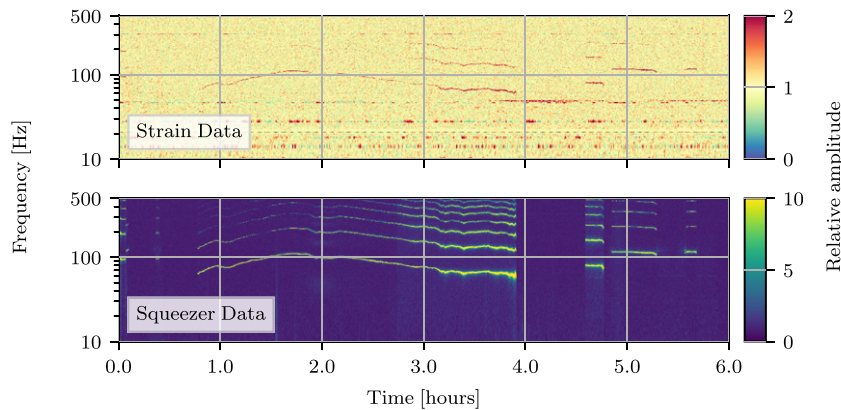 500
100
10
Frequency [Hz]
Strain Data
2
1
0
Relative amplitude
500
100
10
Squeezer Data
10
5
0
0.0 1.0 2.0 3.0 4.0 5.0 6.0
Time [hours]